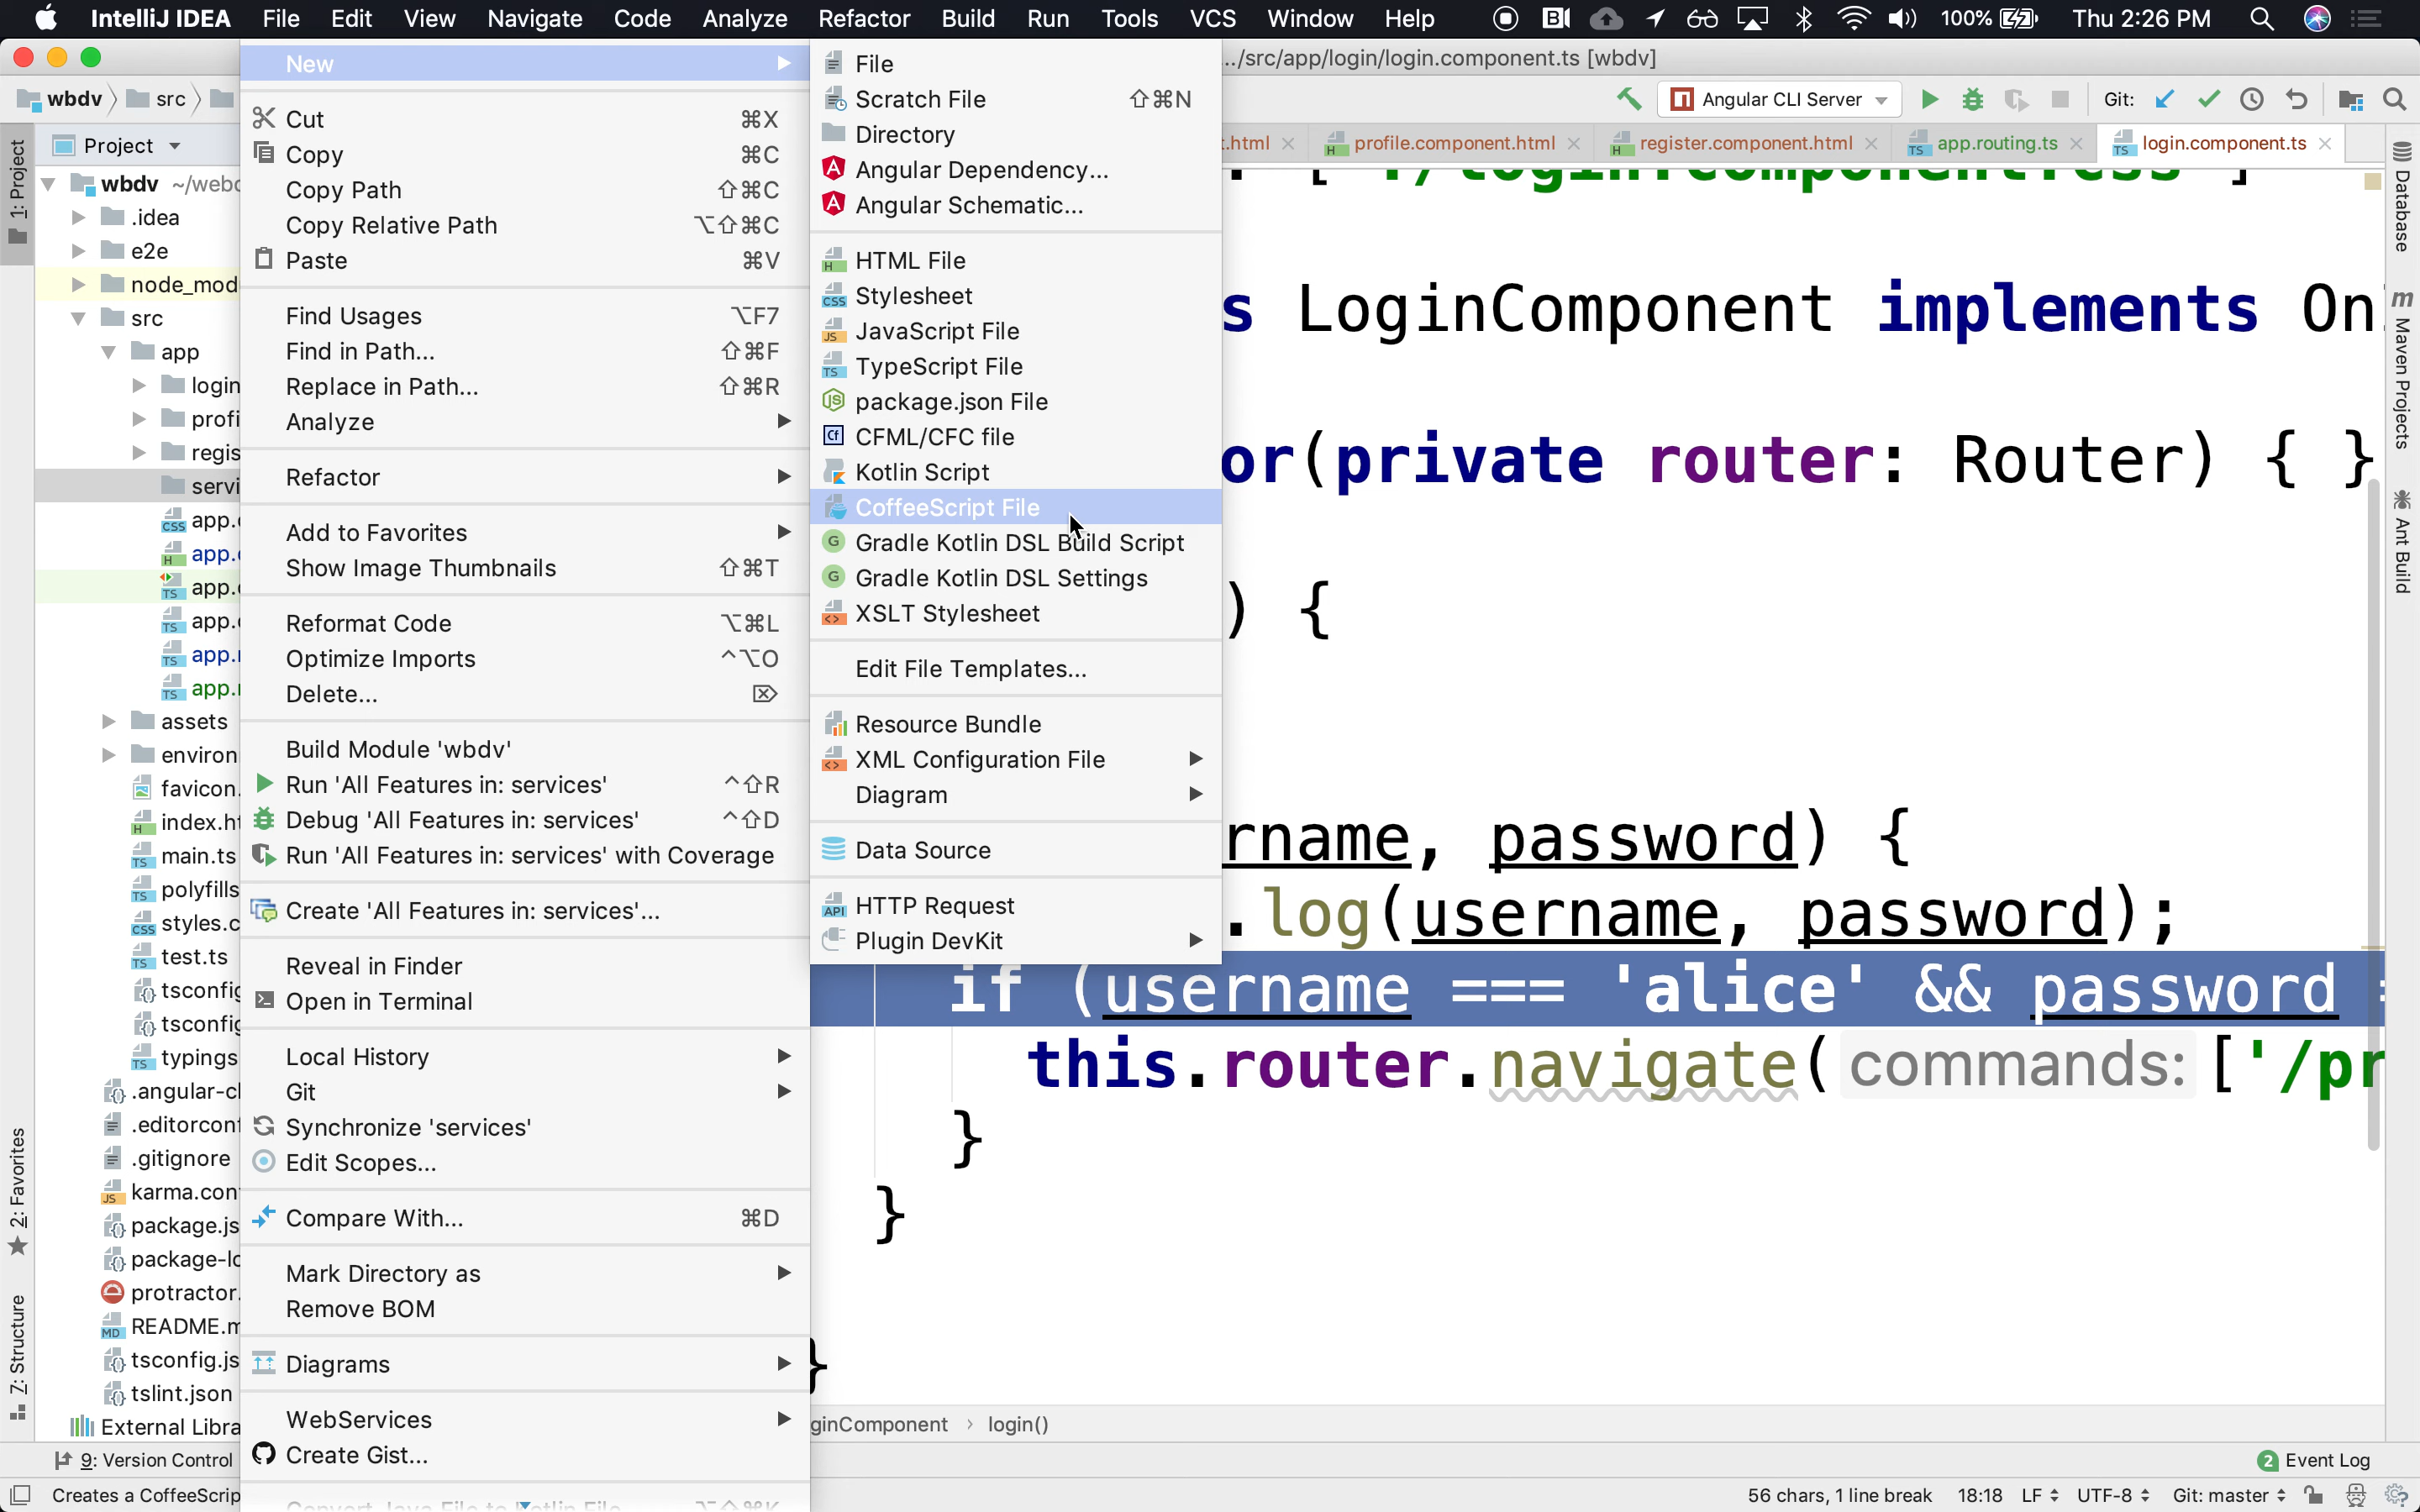 IntelliJ IDEA File Edit View Navigate Code Analyze Refactor Build Run Tools VCS Window Help 100% Thu 2:26 PM
../src/app/login/login.component.ts [wbdv]
wbdv src Angular CLI Server Git:
Project .html profile.component.html register.component.html app.routing.ts login.component.ts
1: Project
2: Favorites
7: Structure
Database
Maven Projects
Ant Build
wbdv
.idea
e2e
node_mod
src
app
login
profi
regis
servi
app.
app.
app.
app.
app.
app.
assets
environ
favicon.
index.ht
main.ts
polyfills
styles.c
test.ts
tsconfig
tsconfig
typings
.angular-cl
.editorconf
.gitignore
karma.con
package.js
package-lo
protractor.
README.m
tsconfig.js
tslint.json
External Libra
New
Cut ⌘X
Copy ⌘C
Copy Path ⇧⌘C
Copy Relative Path ⌥⇧⌘C
Paste ⌘V
Find Usages ⌥F7
Find in Path... ⇧⌘F
Replace in Path... ⇧⌘R
Analyze
Refactor
Add to Favorites
Show Image Thumbnails ⇧⌘T
Reformat Code ⌥⌘L
Optimize Imports ^⌥O
Delete... ⌦
Build Module 'wbdv'
Run 'All Features in: services' ^⇧R
Debug 'All Features in: services' ^⇧D
Run 'All Features in: services' with Coverage
Create 'All Features in: services'...
Reveal in Finder
Open in Terminal
Local History
Git
Synchronize 'services'
Edit Scopes...
Compare With... ⌘D
Mark Directory as
Remove BOM
Diagrams
WebServices
Create Gist...
File
Scratch File ⇧⌘N
Directory
Angular Dependency...
Angular Schematic...
HTML File
Stylesheet
JavaScript File
TypeScript File
package.json File
CFML/CFC file
Kotlin Script
CoffeeScript File
Gradle Kotlin DSL Build Script
Gradle Kotlin DSL Settings
XSLT Stylesheet
Edit File Templates...
Resource Bundle
XML Configuration File
Diagram
Data Source
HTTP Request
Plugin DevKit
s LoginComponent implements On
or(private router: Router) { }
) {
rname, password) {
.log(username, password);
if (username === 'alice' && password
this.router.navigate( commands: ['/pr
}
}
}
ginComponent › login()
9: Version Control 2 Event Log
Creates a CoffeeScrip 56 chars, 1 line break 18:18 LF UTF-8 Git: master